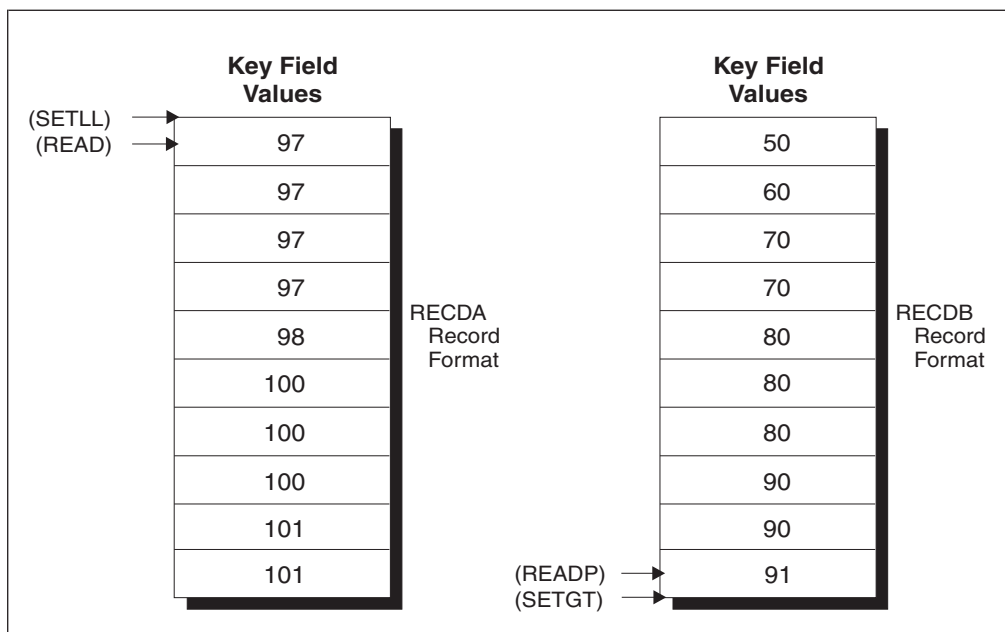 Key Field
Values
(SETLL)
(READ)
97
97
97
97
98
100
100
100
101
101
RECDA
Record
Format
Key Field
Values
50
60
70
70
80
80
80
90
90
91
(READP)
(SETGT)
RECDB
Record
Format